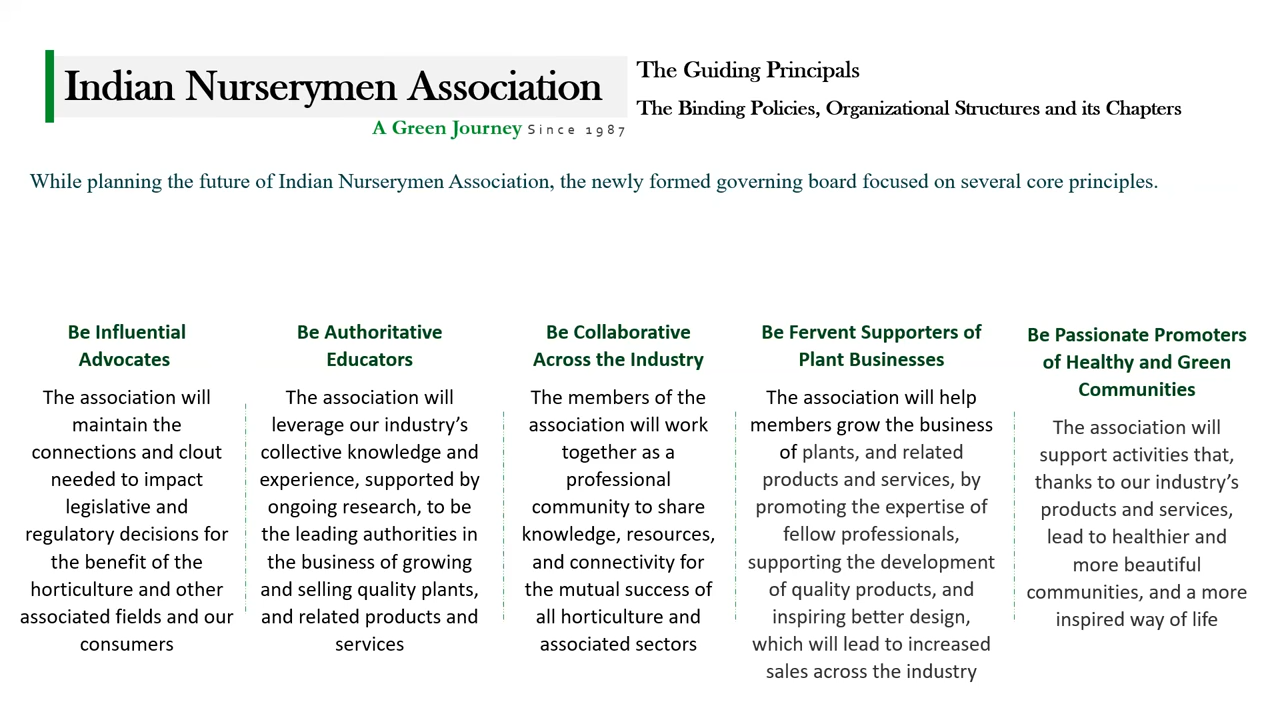 Indian Nurserymen Association
A Green Journey Since 1987
The Guiding Principals
The Binding Policies, Organizational Structures and its Chapters
While planning the future of Indian Nurserymen Association, the newly formed governing board focused on several core principles.
Be Influential
Advocates
The association will
maintain the
connections and clout
needed to impact
legislative and
regulatory decisions for
the benefit of the
horticulture and other
associated fields and our
consumers
Be Authoritative
Educators
The association will
leverage our industry’s
collective knowledge and
experience, supported by
ongoing research, to be
the leading authorities in
the business of growing
and selling quality plants,
and related products and
services
Be Collaborative
Across the Industry
The members of the
association will work
together as a
professional
community to share
knowledge, resources,
and connectivity for
the mutual success of
all horticulture and
associated sectors
Be Fervent Supporters of
Plant Businesses
The association will help
members grow the business
of plants, and related
products and services, by
promoting the expertise of
fellow professionals,
supporting the development
of quality products, and
inspiring better design,
which will lead to increased
sales across the industry
Be Passionate Promoters
of Healthy and Green
Communities
The association will
support activities that,
thanks to our industry’s
products and services,
lead to healthier and
more beautiful
communities, and a more
inspired way of life